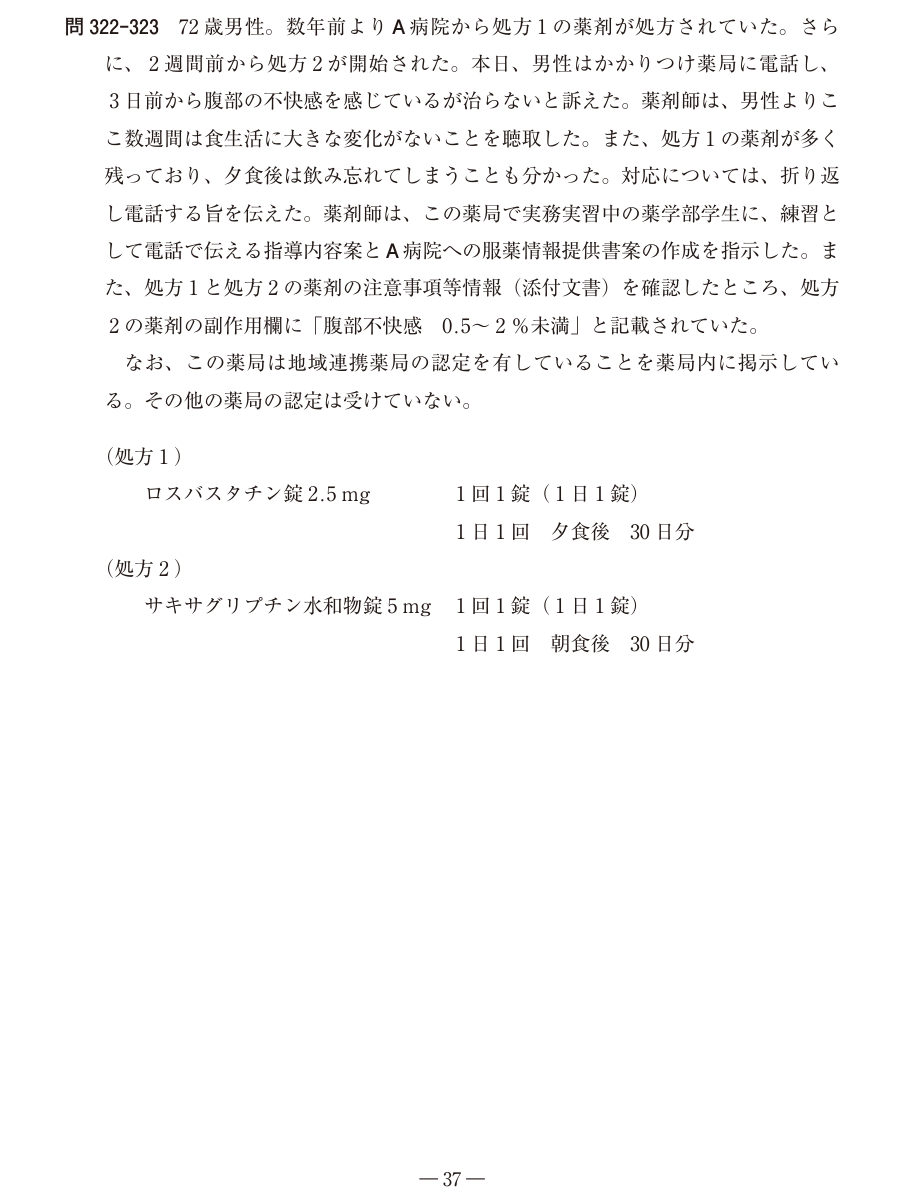 問 322-323 72歳男性。数年前よりA病院から処方1の薬剤が処方されていた。さら
に、2週間前から処方2が開始された。本日、男性はかかりつけ薬局に電話し、
3日前から腹部の不快感を感じているが治らないと訴えた。薬剤師は、男性よりこ
こ数週間は食生活に大きな変化がないことを聴取した。また、処方1の薬剤が多く
残っており、夕食後は飲み忘れてしまうことも分かった。対応については、折り返
し電話する旨を伝えた。薬剤師は、この薬局で実務実習中の薬学部学生に、練習と
して電話で伝える指導内容案とA病院への服薬情報提供書案の作成を指示した。ま
た、処方1と処方2の薬剤の注意事項等情報(添付文書)を確認したところ、処方
2の薬剤の副作用欄に「腹部不快感 0.5~2%未満」と記載されていた。
なお、この薬局は地域連携薬局の認定を有していることを薬局内に掲示してい
る。その他の薬局の認定は受けていない。
(処方1)
ロスバスタチン錠2.5mg 1回1錠(1日1錠)
1日1回 夕食後 30日分
(処方2)
サキサグリプチン水和物錠5mg 1回1錠(1日1錠)
1日1回 朝食後 30日分
― 37 ―